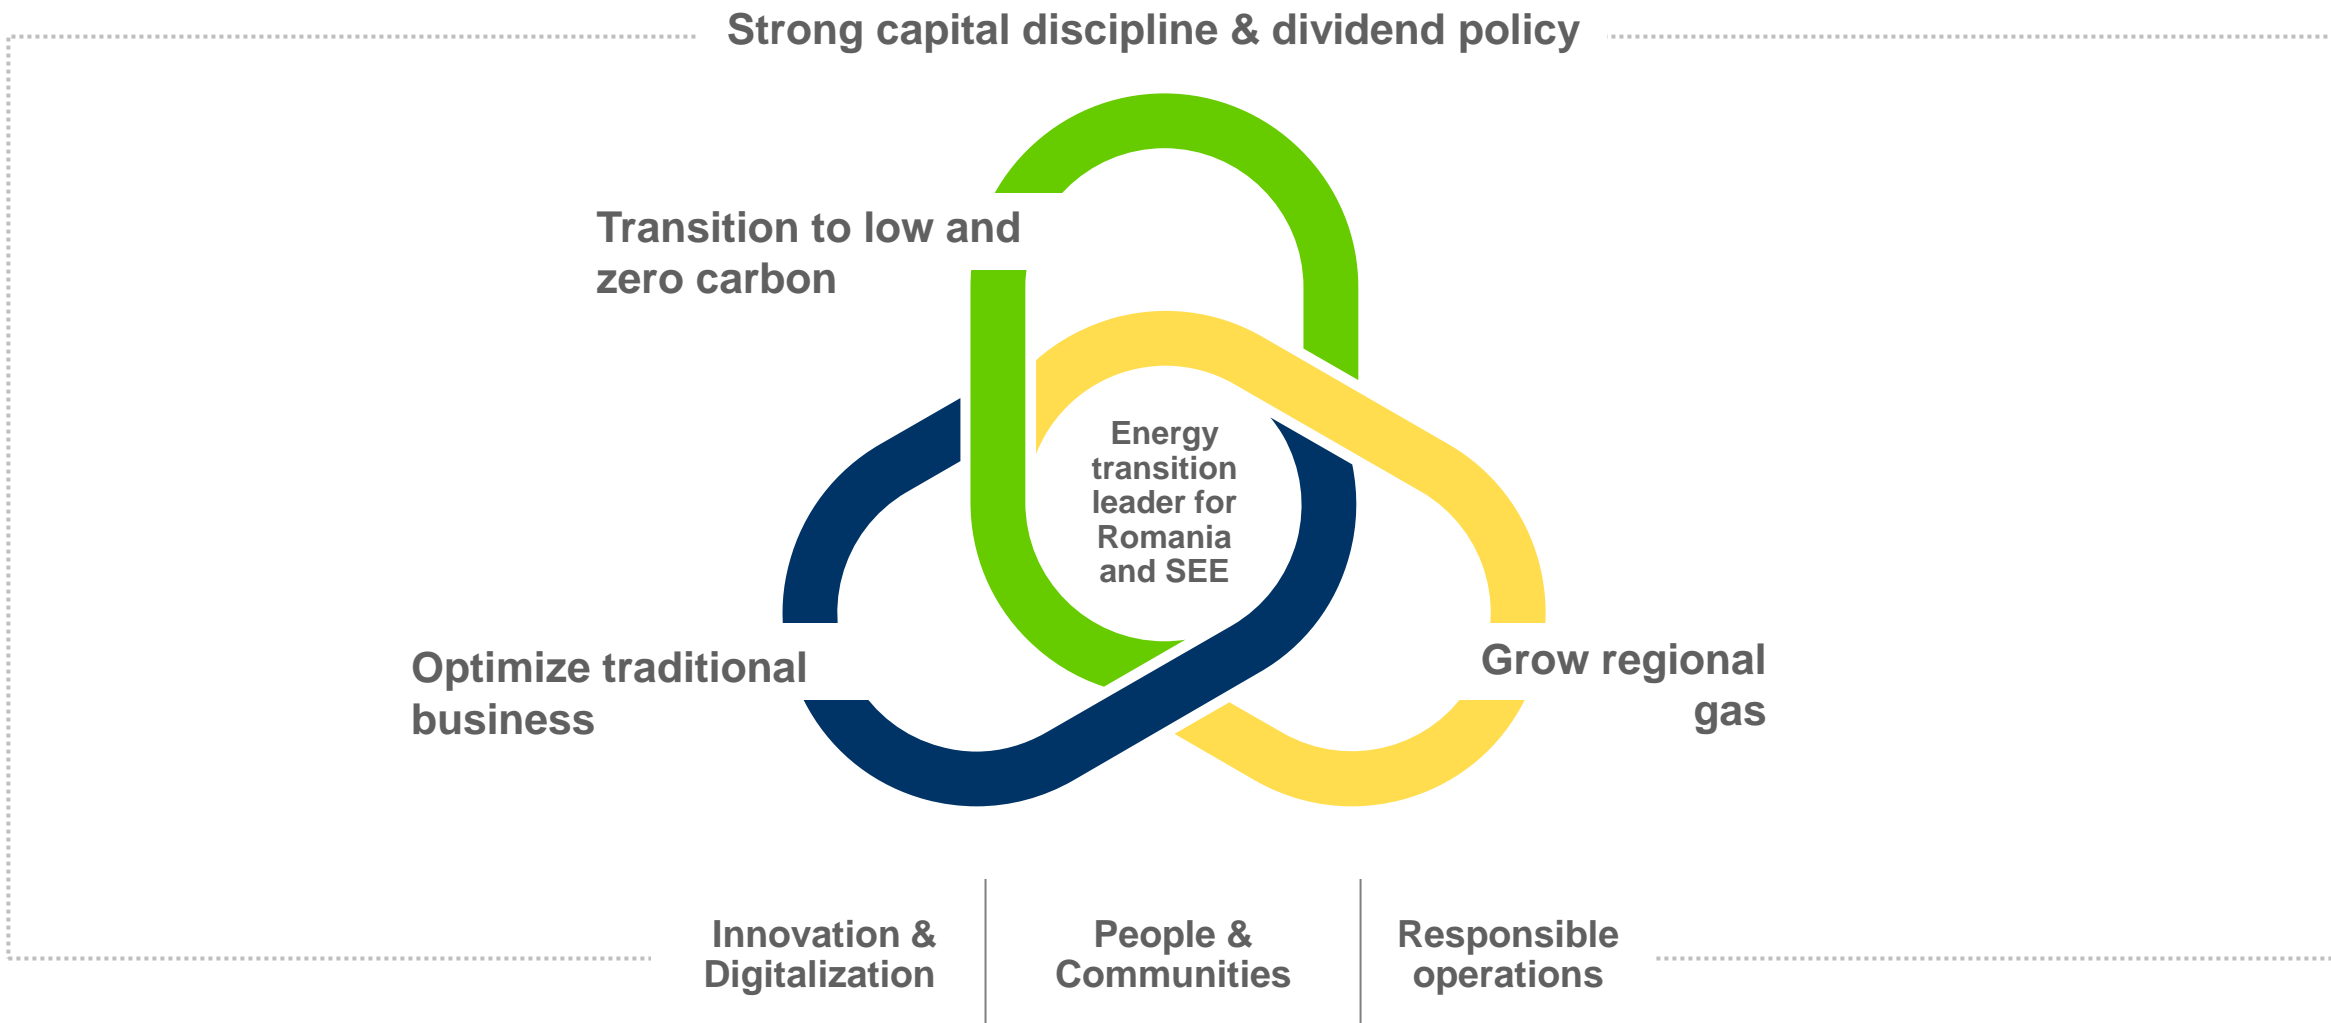 Strong capital discipline & dividend policy
Transition to low and
zero carbon
Energy
transition
leader for
Romania
and SEE
Optimize traditional
business
Grow regional
gas
Innovation &
Digitalization
People &
Communities
Responsible
operations